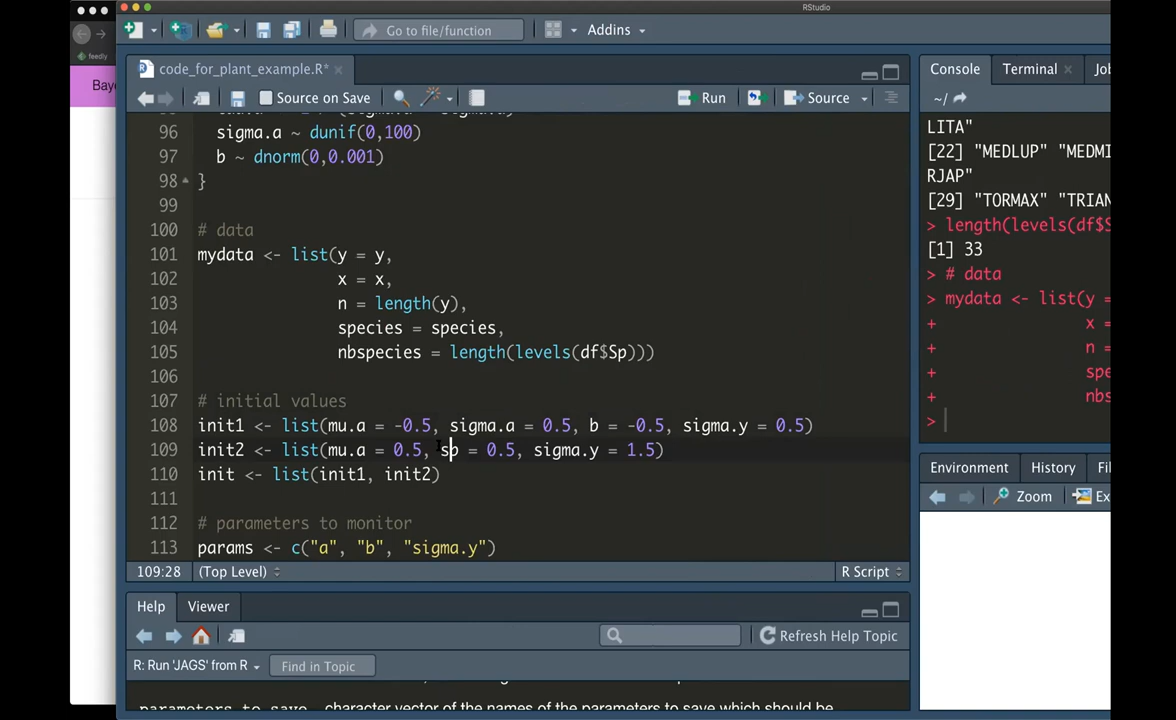 RStudio
feedly
Baye
Go to file/function
Addins
code_for_plant_example.R*
Source on Save
Run
Source
96 sigma.a ~ dunif(0,100)
97 b ~ dnorm(0,0.001)
98 }
99
100 # data
101 mydata <- list(y = y,
102 x = x,
103 n = length(y),
104 species = species,
105 nbspecies = length(levels(df$Sp)))
106
107 # initial values
108 init1 <- list(mu.a = -0.5, sigma.a = 0.5, b = -0.5, sigma.y = 0.5)
109 init2 <- list(mu.a = 0.5, sb = 0.5, sigma.y = 1.5)
110 init <- list(init1, init2)
111
112 # parameters to monitor
113 params <- c("a", "b", "sigma.y")
109:28 (Top Level) R Script
Help Viewer
Refresh Help Topic
R: Run 'JAGS' from R Find in Topic
parameters to save character vector of the names of the parameters to save which should be
Console Terminal Jo
~/
LITA"
[22] "MEDLUP" "MEDMI
RJAP"
[29] "TORMAX" "TRIAN
> length(levels(df$S
[1] 33
> # data
> mydata <- list(y =
+ x =
+ n =
+ spe
+ nbs
>
Environment History Fil
Zoom Ex